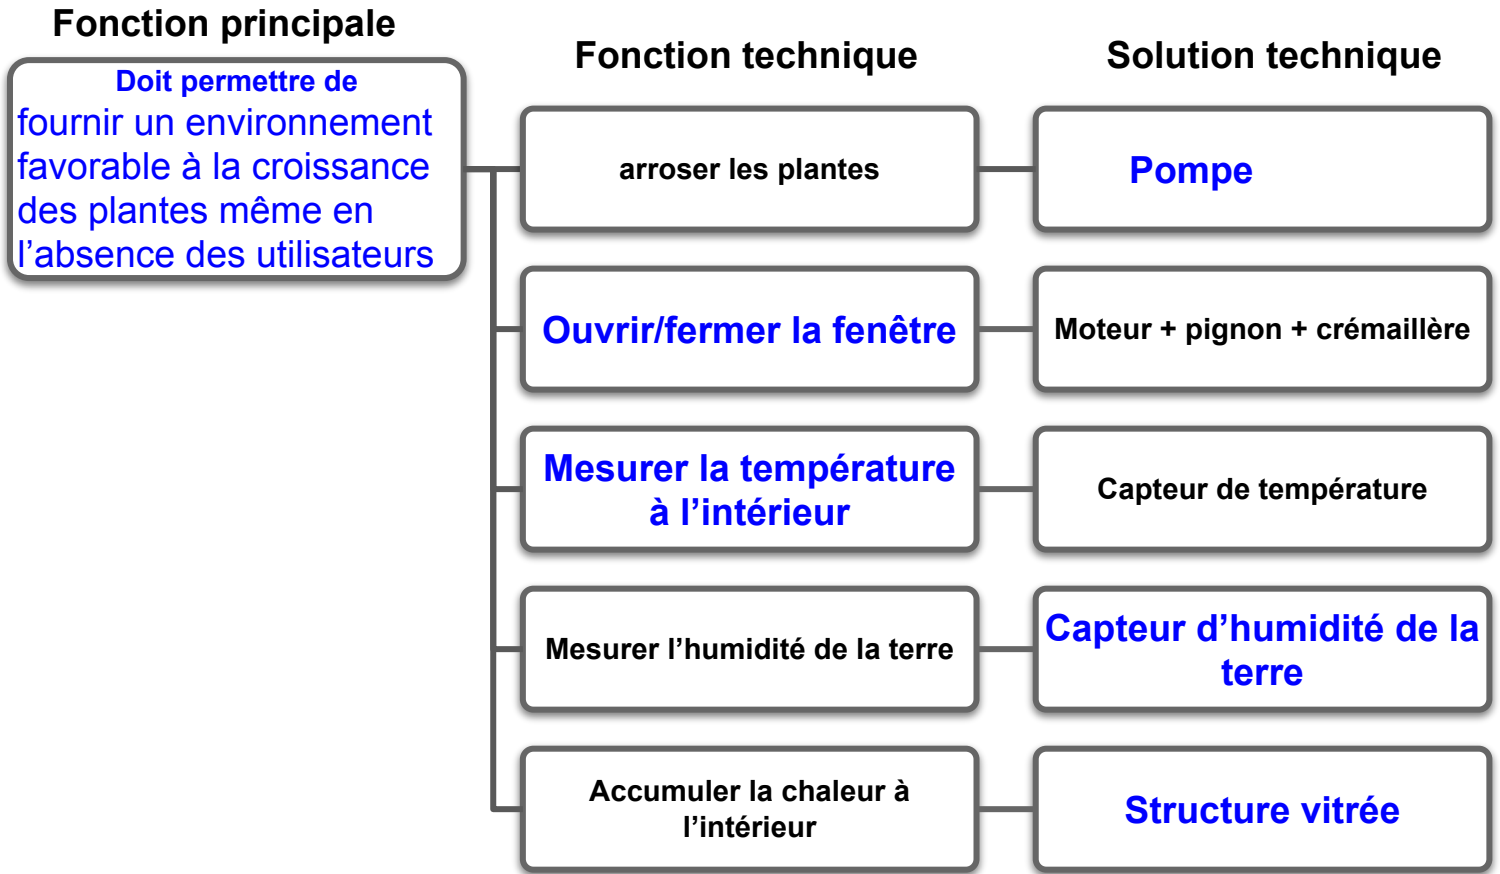 Fonction principale
Fonction technique
Solution technique
Doit permettre de
fournir un environnement
favorable à la croissance
des plantes même en
l’absence des utilisateurs
arroser les plantes
Pompe
Ouvrir/fermer la fenêtre
Moteur + pignon + crémaillère
Mesurer la température
à l’intérieur
Capteur de température
Mesurer l’humidité de la terre
Capteur d’humidité de la
terre
Accumuler la chaleur à
l’intérieur
Structure vitrée